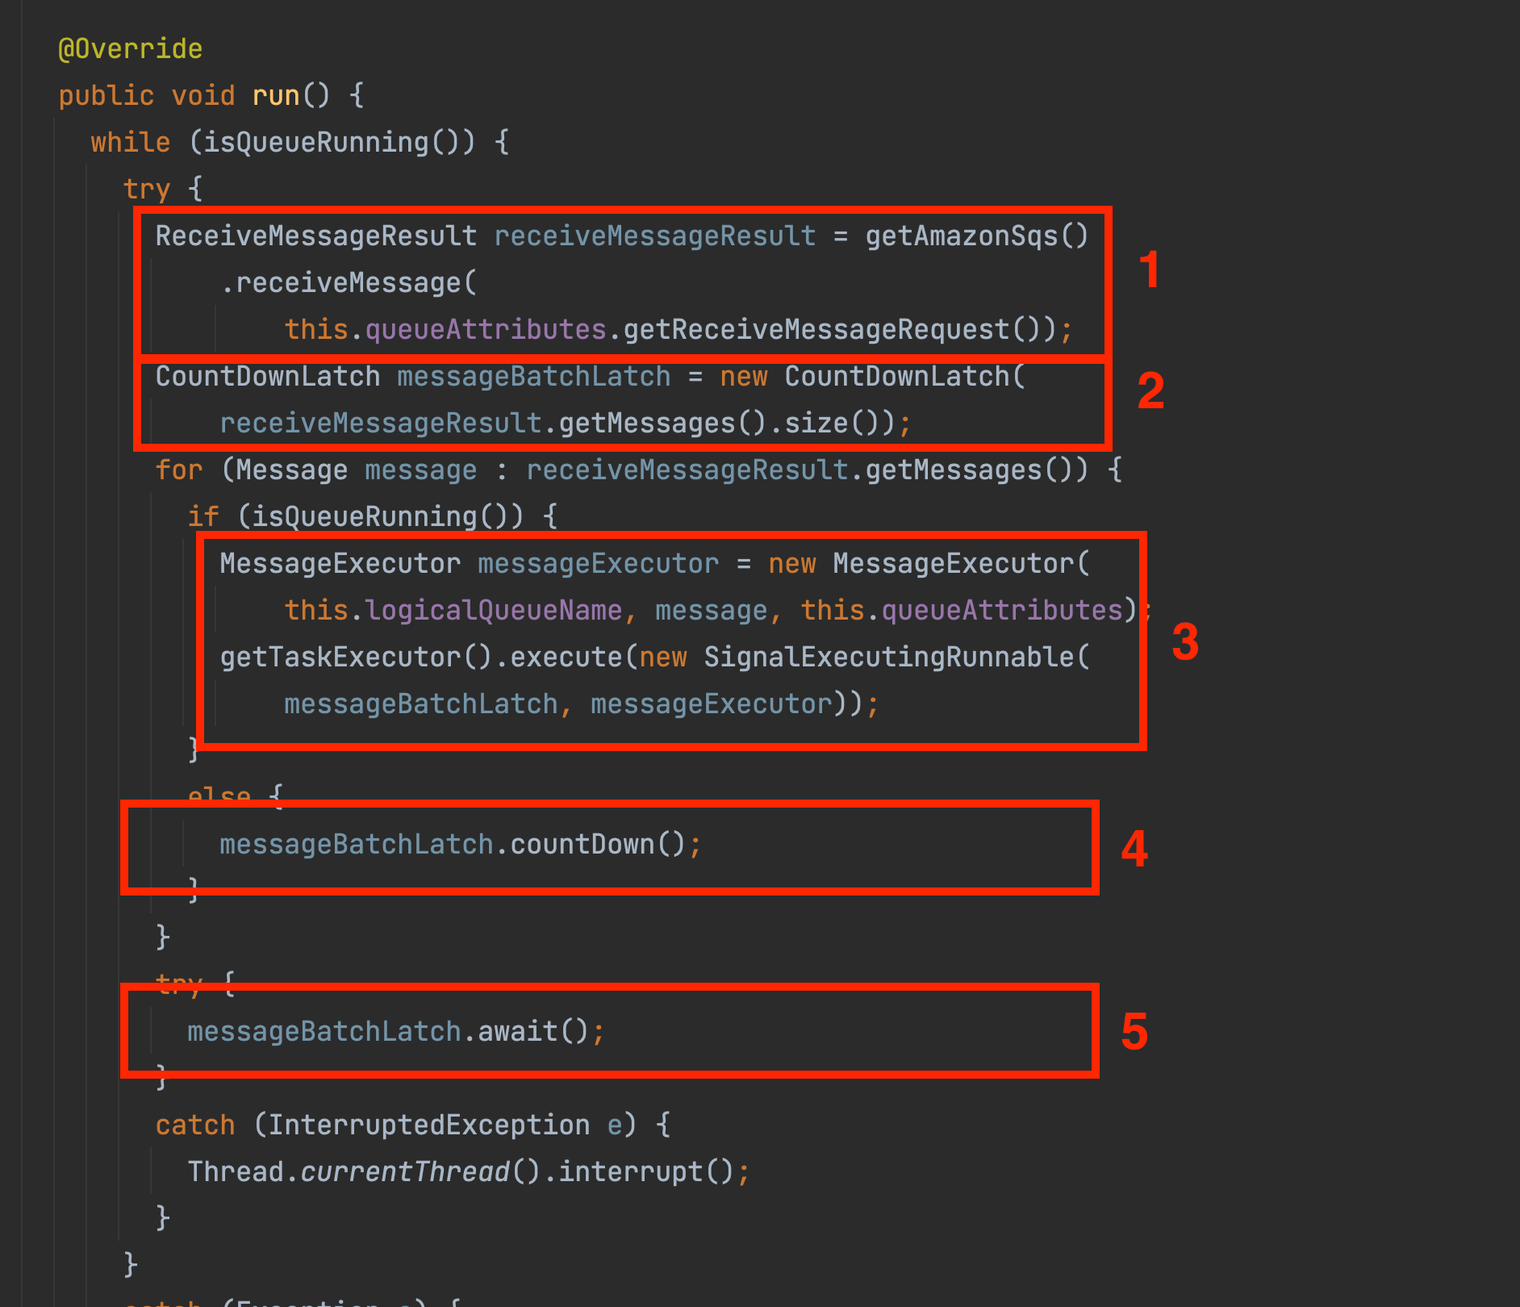 @Override
public void run() {
while (isQueueRunning()) {
try {
ReceiveMessageResult receiveMessageResult = getAmazonSqs()
.receiveMessage(
this.queueAttributes.getReceiveMessageRequest());
1
CountDownLatch messageBatchLatch = new CountDownLatch(
receiveMessageResult.getMessages().size());
2
for (Message message : receiveMessageResult.getMessages()) {
if (isQueueRunning()) {
MessageExecutor messageExecutor = new MessageExecutor(
this.logicalQueueName, message, this.queueAttributes);
getTaskExecutor().execute(new SignalExecutingRunnable(
messageBatchLatch, messageExecutor));
3
}
else {
messageBatchLatch.countDown();
4
}
}
try {
messageBatchLatch.await();
5
}
catch (InterruptedException e) {
Thread.currentThread().interrupt();
}
}
catch (Exception e) {